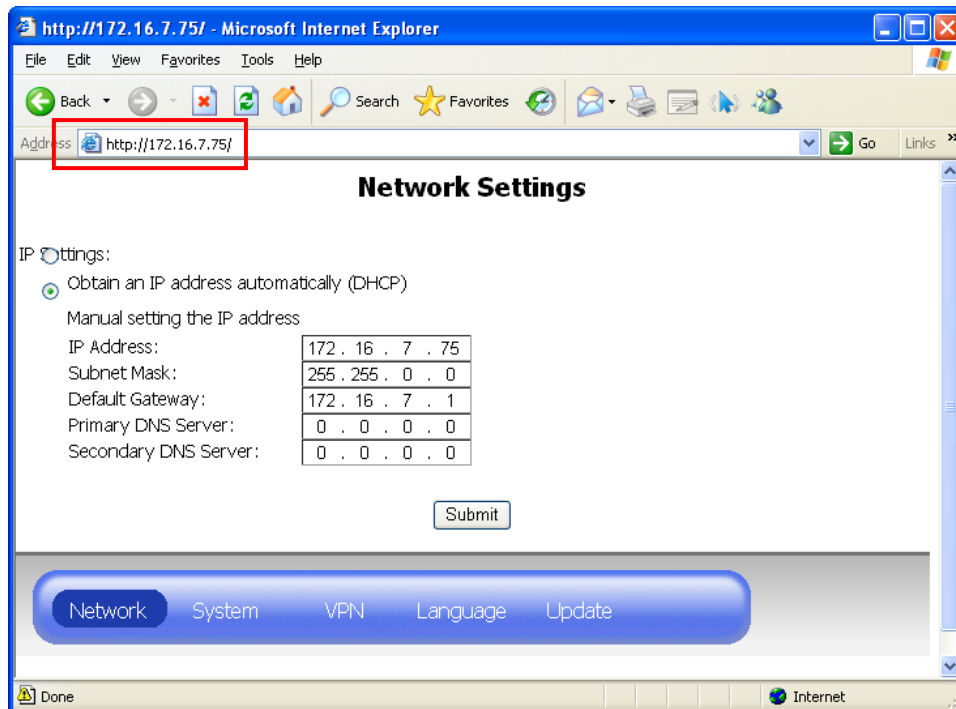 http://172.16.7.75/ - Microsoft Internet Explorer
File Edit View Favorites Tools Help
Back Search Favorites
Address http://172.16.7.75/ Go Links »
Network Settings
IP Settings:
Obtain an IP address automatically (DHCP)
Manual setting the IP address
IP Address: 172 . 16 . 7 . 75
Subnet Mask: 255 . 255 . 0 . 0
Default Gateway: 172 . 16 . 7 . 1
Primary DNS Server: 0 . 0 . 0 . 0
Secondary DNS Server: 0 . 0 . 0 . 0
Submit
Network System VPN Language Update
Done Internet